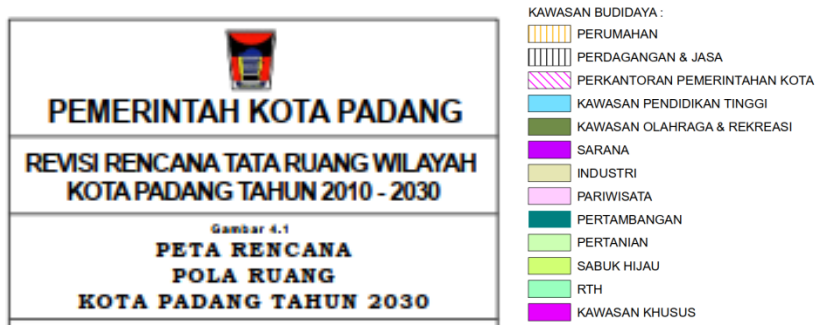 PEMERINTAH KOTA PADANG
REVISI RENCANA TATA RUANG WILAYAH
KOTA PADANG TAHUN 2010 - 2030
Gambar 4.1
PETA RENCANA
POLA RUANG
KOTA PADANG TAHUN 2030
KAWASAN BUDIDAYA :
PERUMAHAN
PERDAGANGAN & JASA
PERKANTORAN PEMERINTAHAN KOTA
KAWASAN PENDIDIKAN TINGGI
KAWASAN OLAHRAGA & REKREASI
SARANA
INDUSTRI
PARIWISATA
PERTAMBANGAN
PERTANIAN
SABUK HIJAU
RTH
KAWASAN KHUSUS